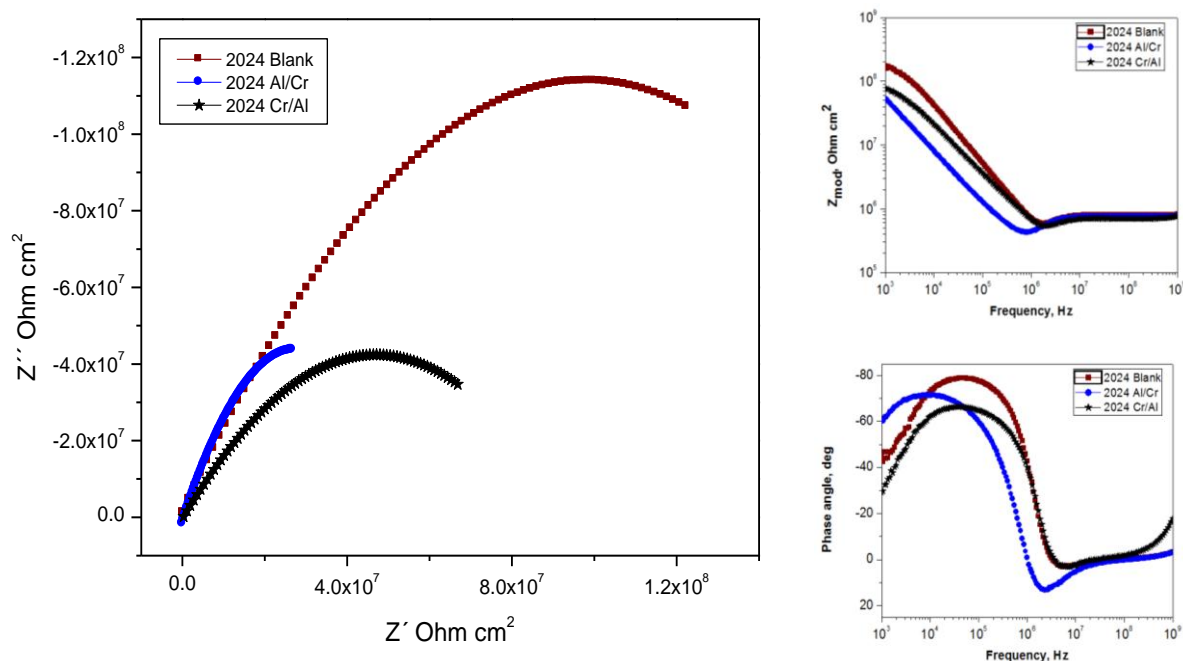 -1.2x10⁸
-1.0x10⁸
-8.0x10⁷
-6.0x10⁷
-4.0x10⁷
-2.0x10⁷
0.0
Z´´ Ohm cm²
2024 Blank
2024 Al/Cr
2024 Cr/Al
0.0
4.0x10⁷
8.0x10⁷
1.2x10⁸
Z´ Ohm cm²
10⁹
10⁸
10⁷
10⁶
10⁵
Zmod, Ohm cm²
2024 Blank
2024 Al/Cr
2024 Cr/Al
10³
10⁴
10⁵
10⁶
10⁷
10⁸
10⁹
Frequency, Hz
-80
-60
-40
-20
0
20
Phase angle, deg
2024 Blank
2024 Al/Cr
2024 Cr/Al
10³
10⁴
10⁵
10⁶
10⁷
10⁸
10⁹
Frequency, Hz